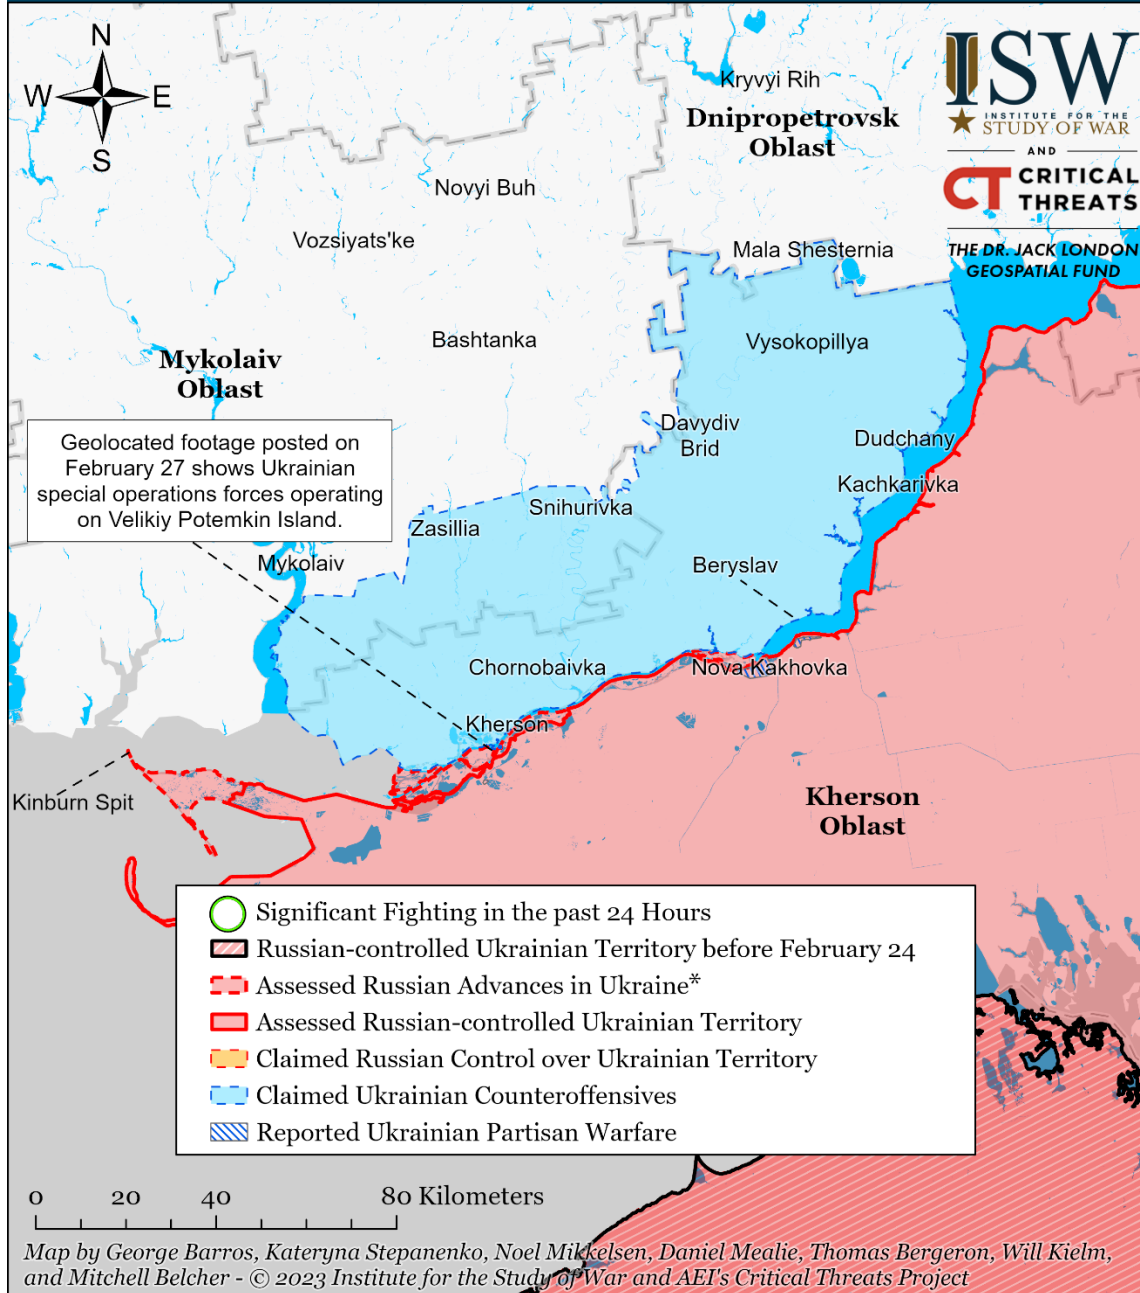 N
W
E
S
ISW
INSTITUTE FOR THE
STUDY OF WAR
AND
CT CRITICAL
THREATS
THE DR. JACK LONDON
GEOSPATIAL FUND
Kryvyi Rih
Dnipropetrovsk
Oblast
Novyi Buh
Vozsiyats'ke
Mala Shesternia
Bashtanka
Vysokopillya
Mykolaiv
Oblast
Davydiv
Brid
Dudchany
Geolocated footage posted on
February 27 shows Ukrainian
special operations forces operating
on Velikiy Potemkin Island.
Kachkarivka
Snihurivka
Zasillia
Mykolaiv
Beryslav
Chornobaivka
Nova Kakhovka
Kherson
Kinburn Spit
Kherson
Oblast
Significant Fighting in the past 24 Hours
Russian-controlled Ukrainian Territory before February 24
Assessed Russian Advances in Ukraine*
Assessed Russian-controlled Ukrainian Territory
Claimed Russian Control over Ukrainian Territory
Claimed Ukrainian Counteroffensives
Reported Ukrainian Partisan Warfare
0 20 40 80 Kilometers
Map by George Barros, Kateryna Stepanenko, Noel Mikkelsen, Daniel Mealie, Thomas Bergeron, Will Kielm,
and Mitchell Belcher - © 2023 Institute for the Study of War and AEI's Critical Threats Project